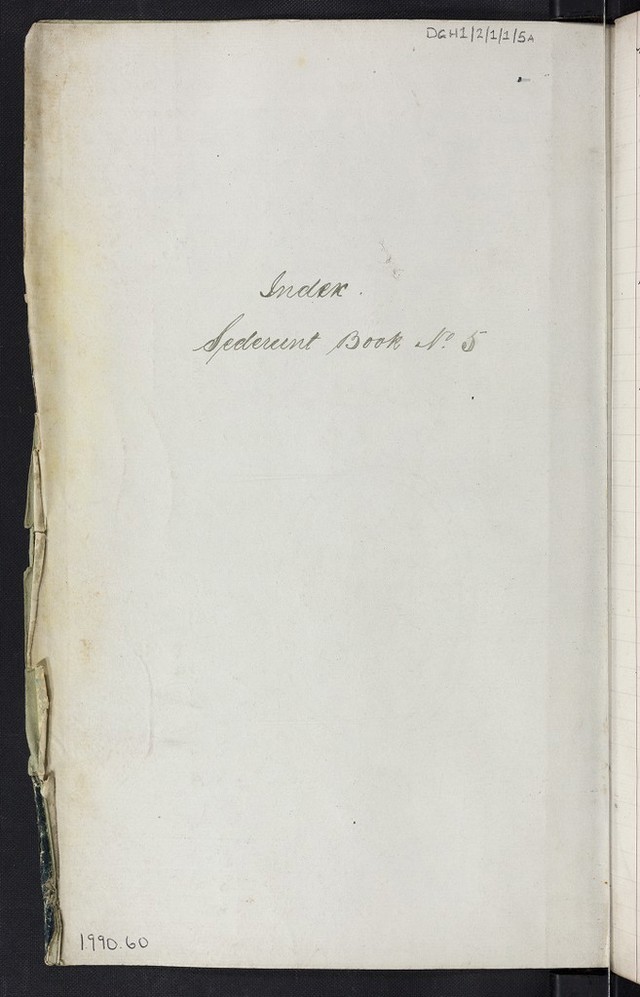 DGH1/2/1/1/5A
Index.
Sederunt Book No. 5
1990.60